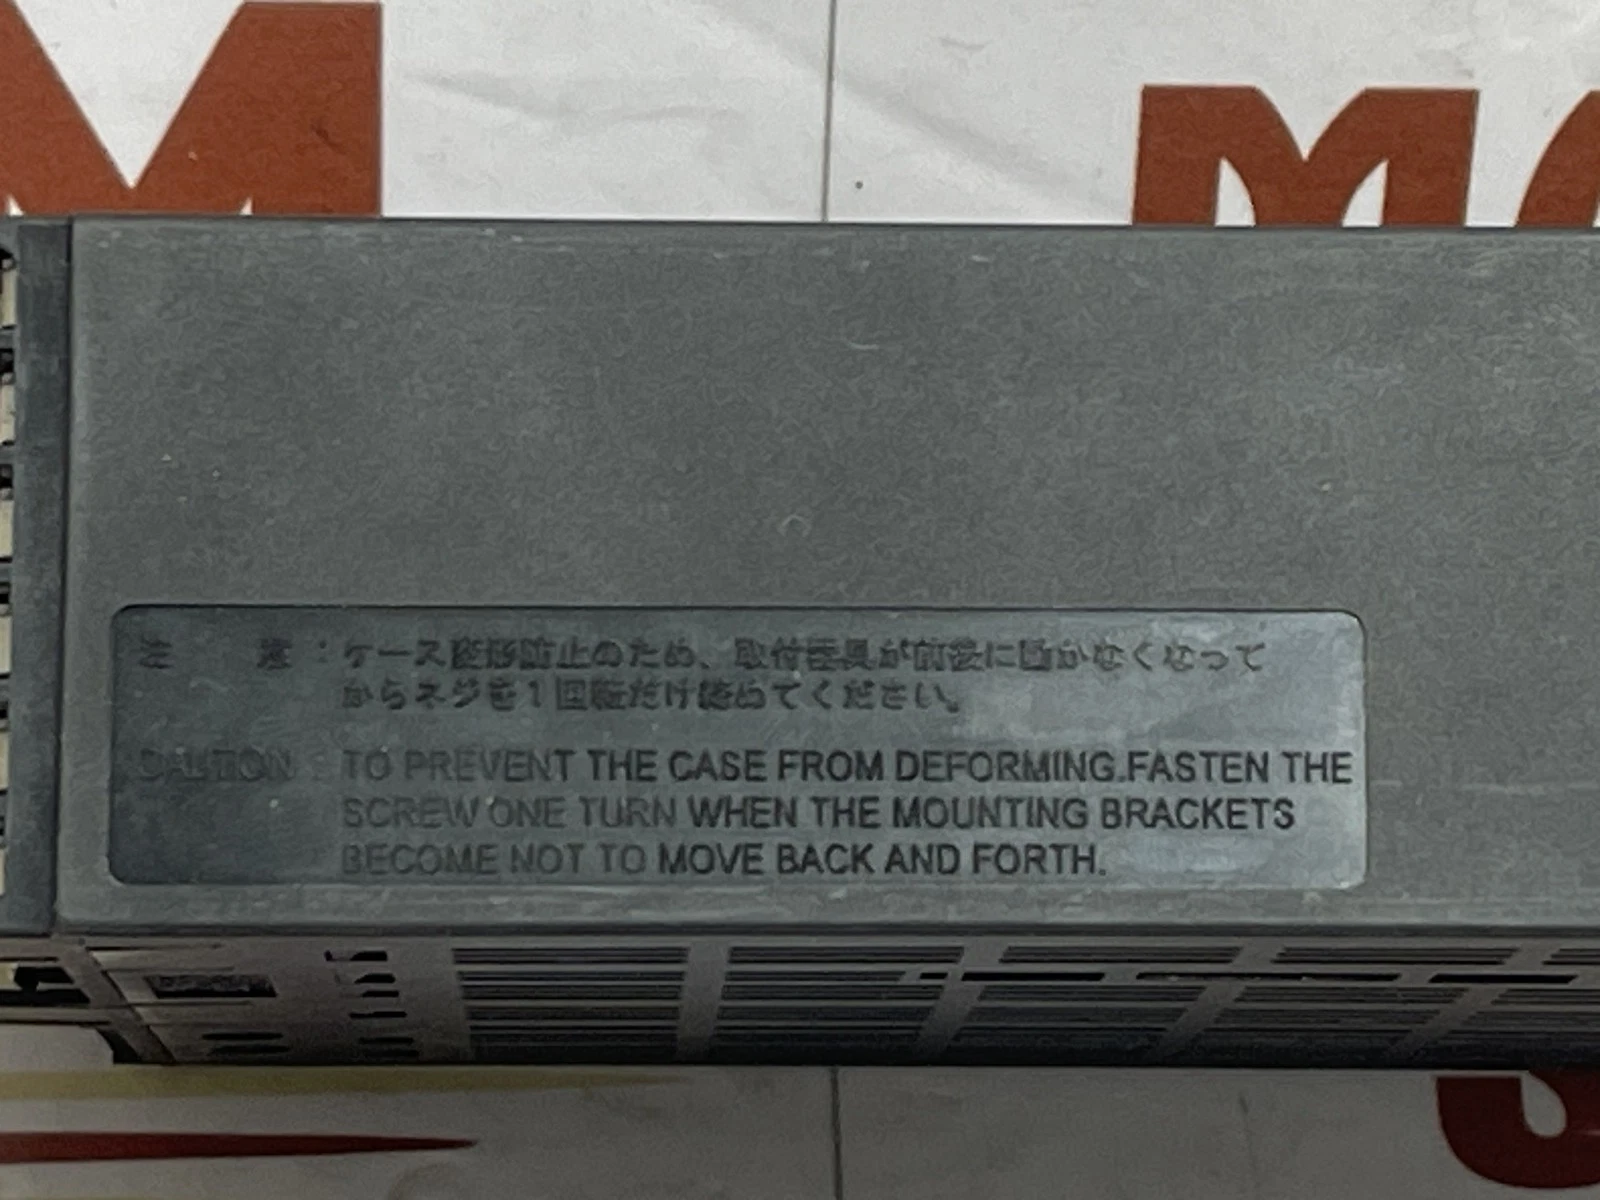 M
M
注 意：ケース変形防止のため、取付器具が前後に動かなくなって
からネジを1回転だけ締めてください。
CAUTION : TO PREVENT THE CASE FROM DEFORMING.FASTEN THE
SCREW ONE TURN WHEN THE MOUNTING BRACKETS
BECOME NOT TO MOVE BACK AND FORTH.